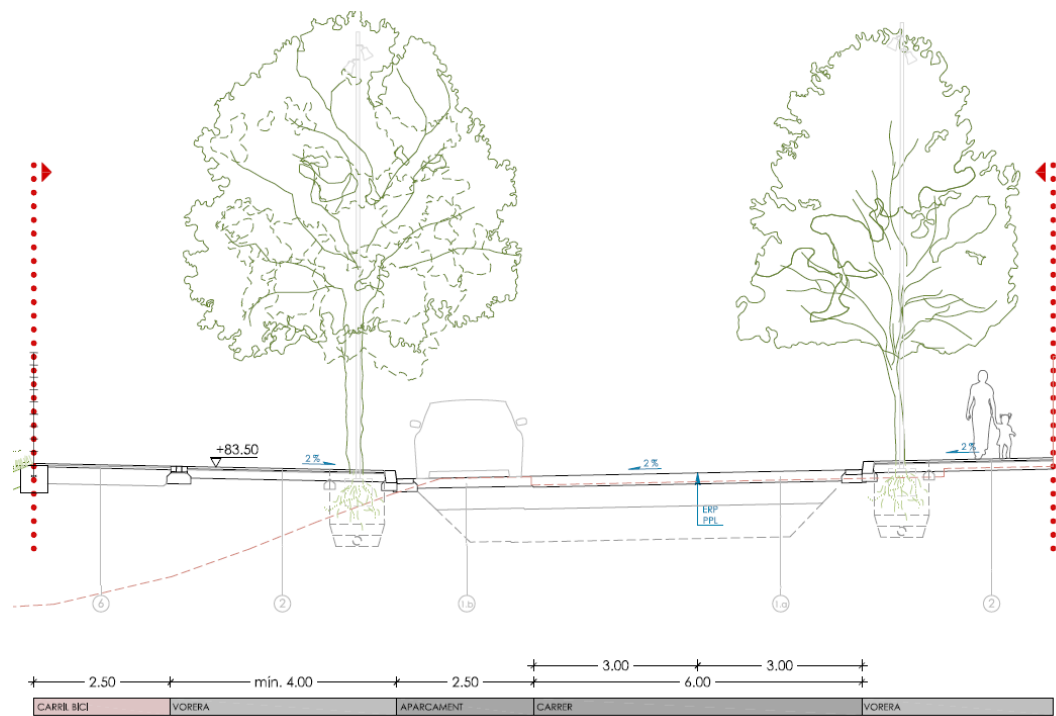 +83.50
2%
2%
2%
ERP
PPL
6
2
1.b
1.a
2
3.00
3.00
2.50
mín. 4.00
2.50
6.00
CARRIL BICI
VORERA
APARCAMENT
CARRER
VORERA